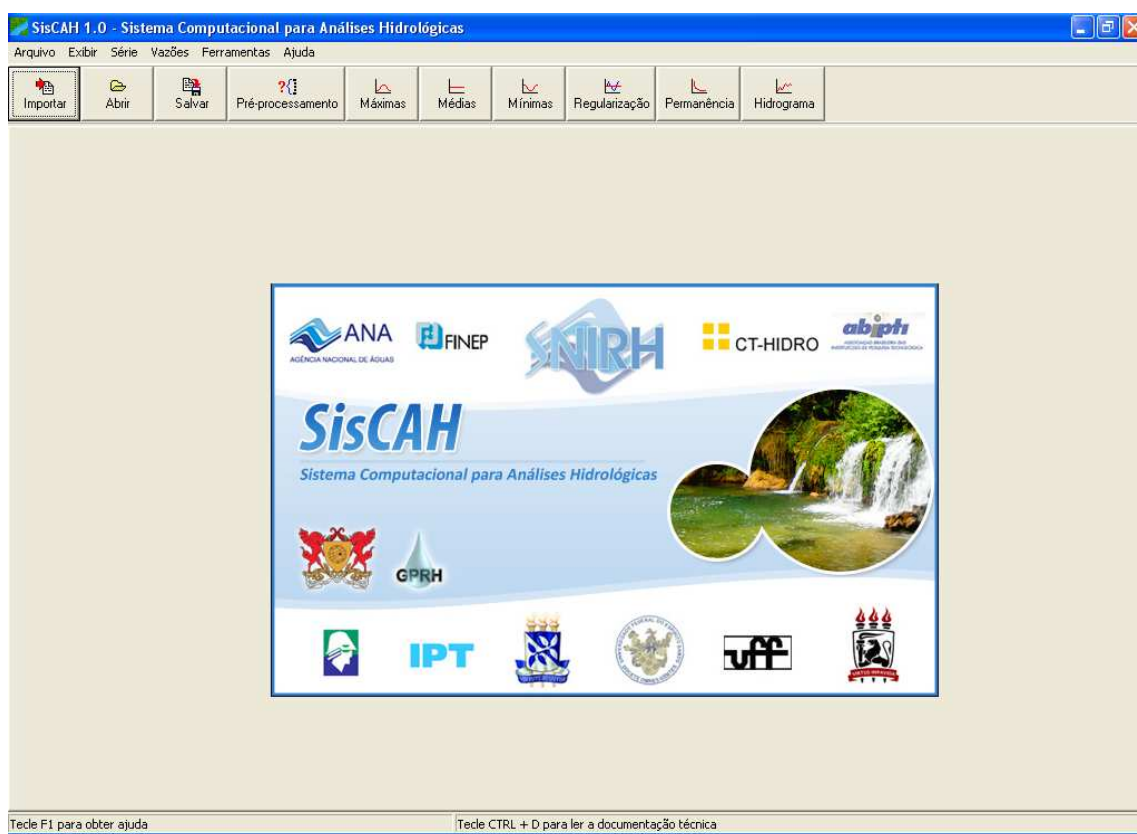 SisCAH 1.0 - Sistema Computacional para Análises Hidrológicas
Arquivo Exibir Série Vazões Ferramentas Ajuda
Importar Abrir Salvar Pré-processamento Máximas Médias Mínimas Regularização Permanência Hidrograma
ANA
AGÊNCIA NACIONAL DE ÁGUAS
FINEP
SNIRH
CT-HIDRO
abipti
SisCAH
Sistema Computacional para Análises Hidrológicas
GPRH
IPT
uff
Tecle F1 para obter ajuda
Tecle CTRL + D para ler a documentação técnica